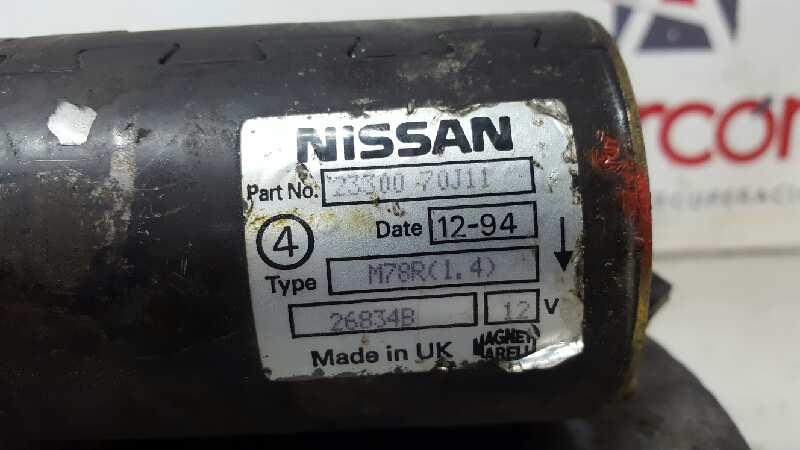 NISSAN
Part No. 23300 70J11
4 Date 12-94
Type M78R(1.4)
26834B 12 V
Made in UK MAGNETI MARELLI
rcon